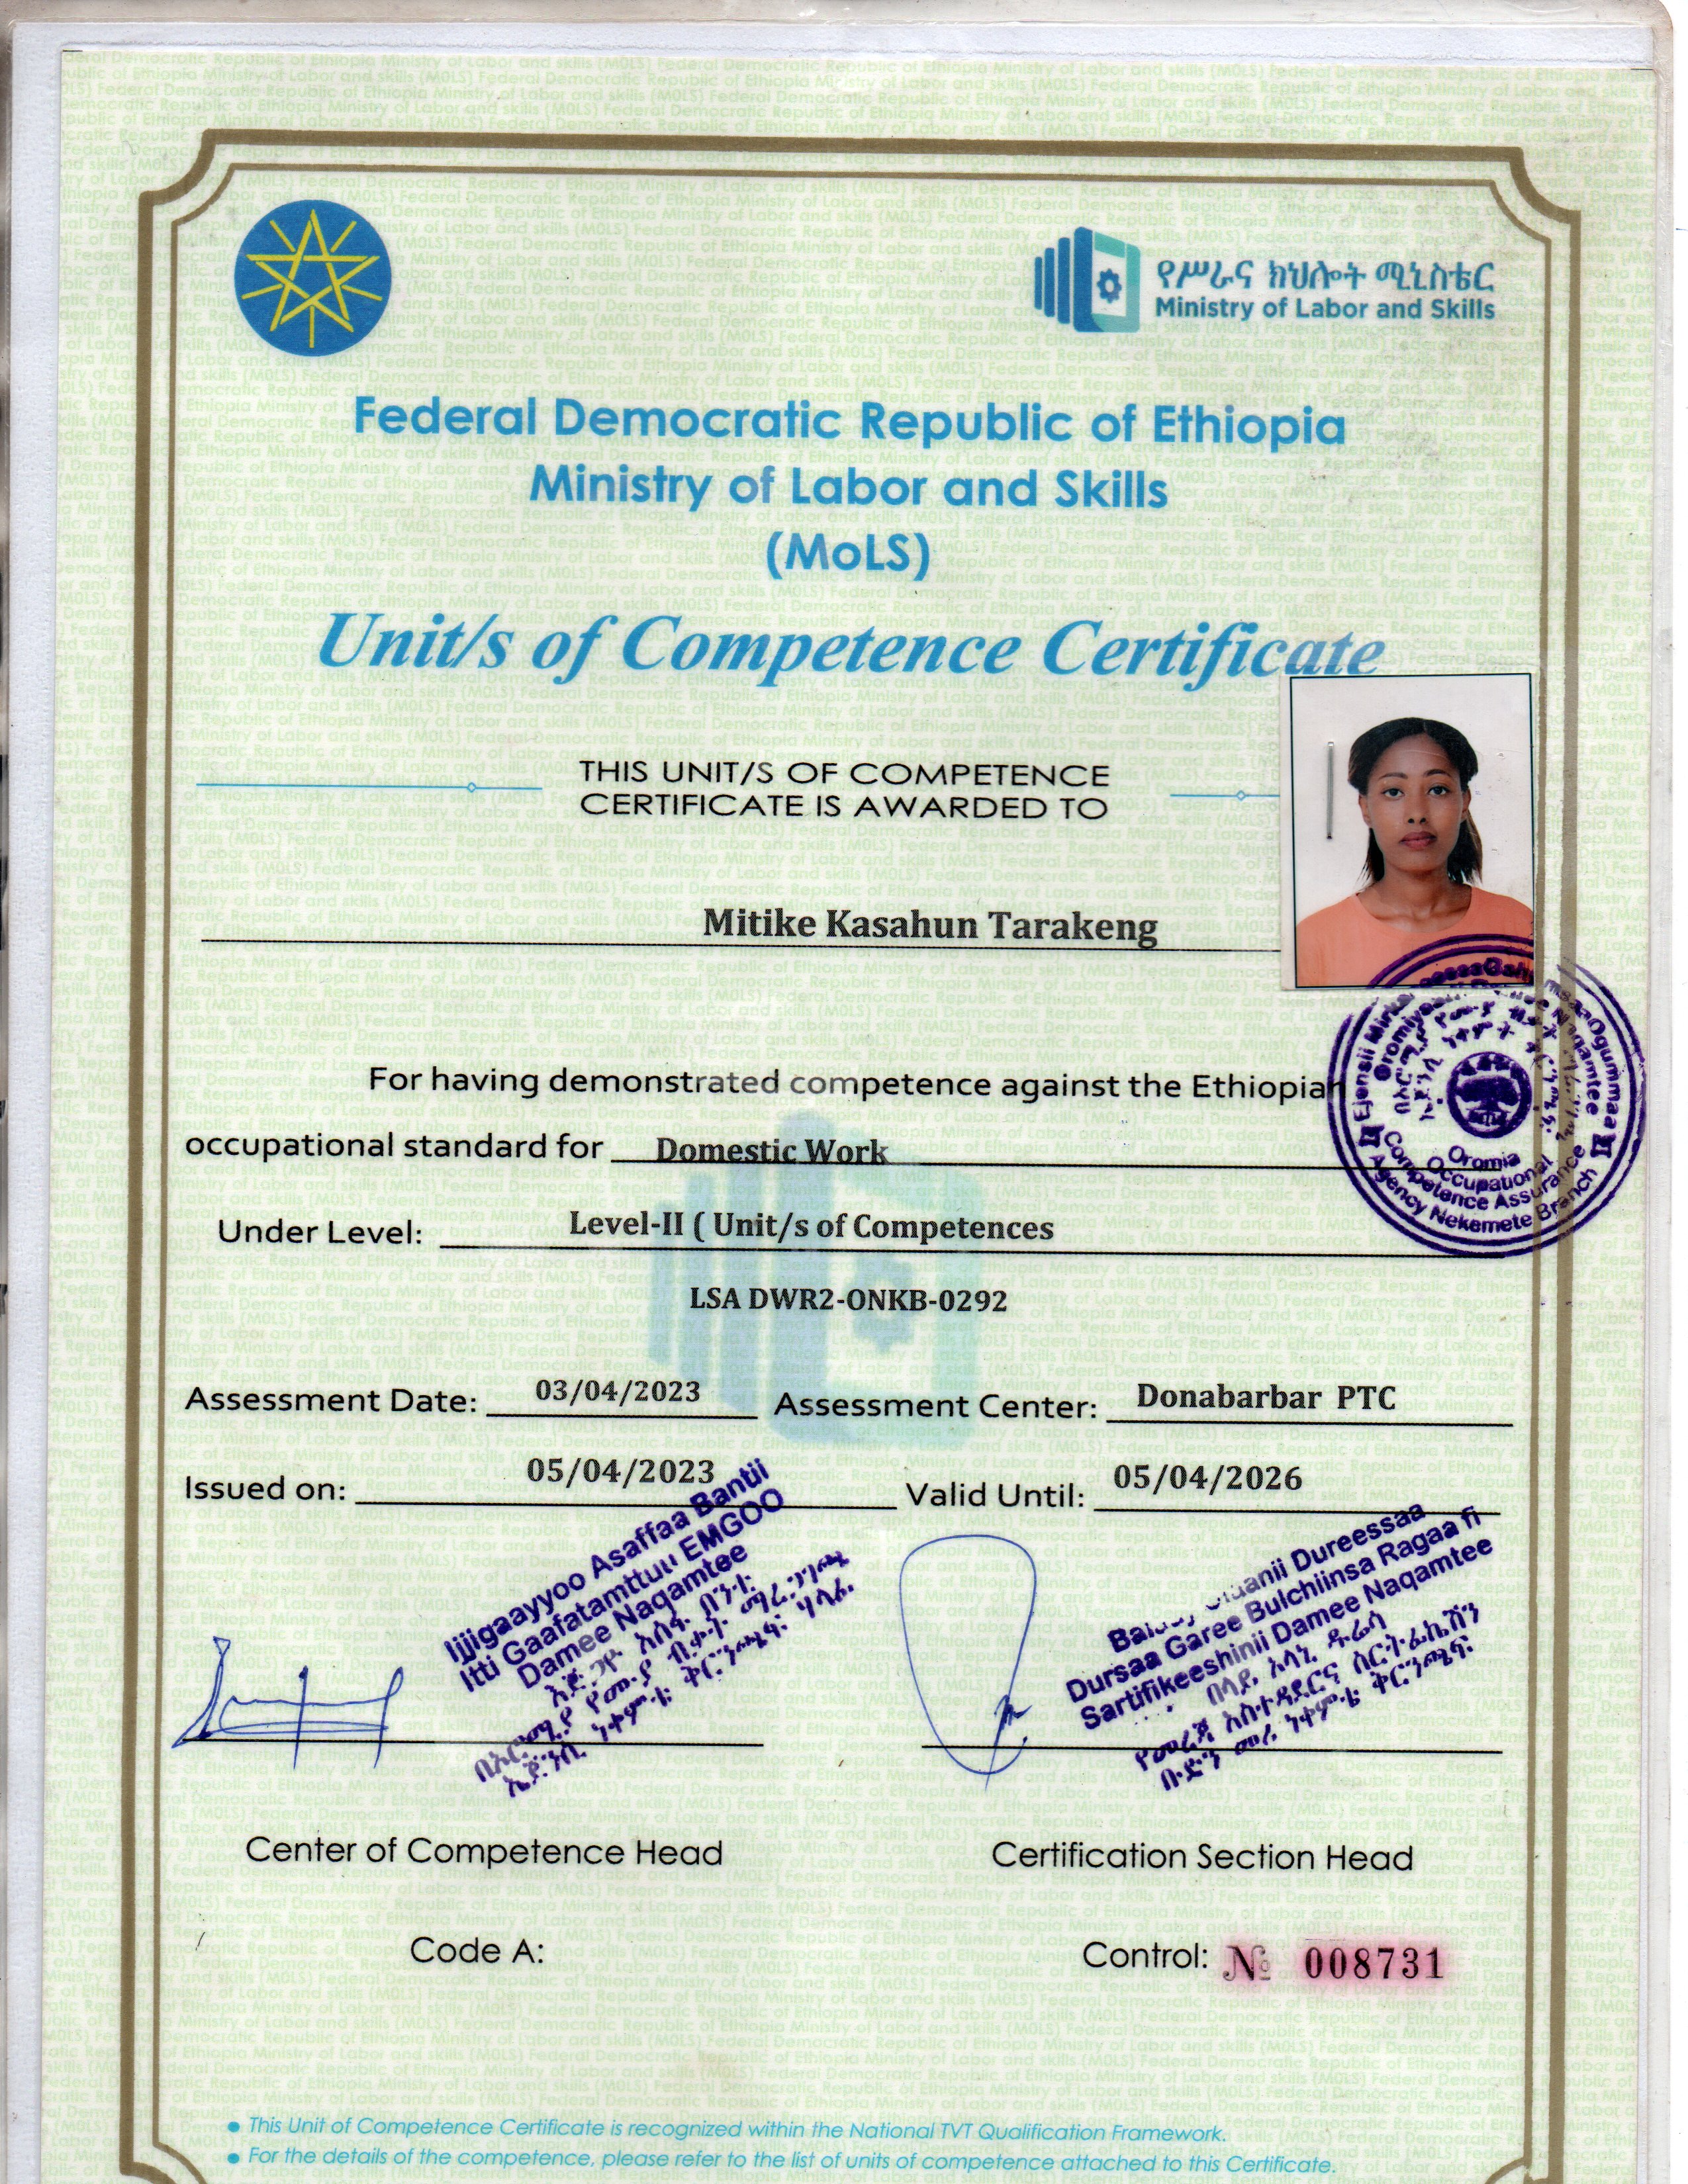 የሥራና ክህሎት ሚኒስቴር
Ministry of Labor and Skills
Federal Democratic Republic of Ethiopia
Ministry of Labor and Skills
(MoLS)
Unit/s of Competence Certificate
THIS UNIT/S OF COMPETENCE
CERTIFICATE IS AWARDED TO
Mitike Kasahun Tarakeng
For having demonstrated competence against the Ethiopian
occupational standard for Domestic Work
Under Level: Level-II ( Unit/s of Competences
LSA DWR2-ONKB-0292
Oromia
Occupational
Competence Assurance
Agency Nekemete Branch
Assessment Date: 03/04/2023 Assessment Center: Donabarbar PTC
Issued on: 05/04/2023 Valid Until: 05/04/2026
Ijjigaayyoo Asaffaa Bantii
Itti Gaafatamttuu EMGOO
Damee Naqamtee
Dureessaa
Dursaa Garee Bulchiinsa Ragaa fi
Sartifikeeshinii Damee Naqamtee
Center of Competence Head
Certification Section Head
Code A:
Control: № 008731
• This Unit of Competence Certificate is recognized within the National TVT Qualification Framework.
• For the details of the competence, please refer to the list of units of competence attached to this Certificate.